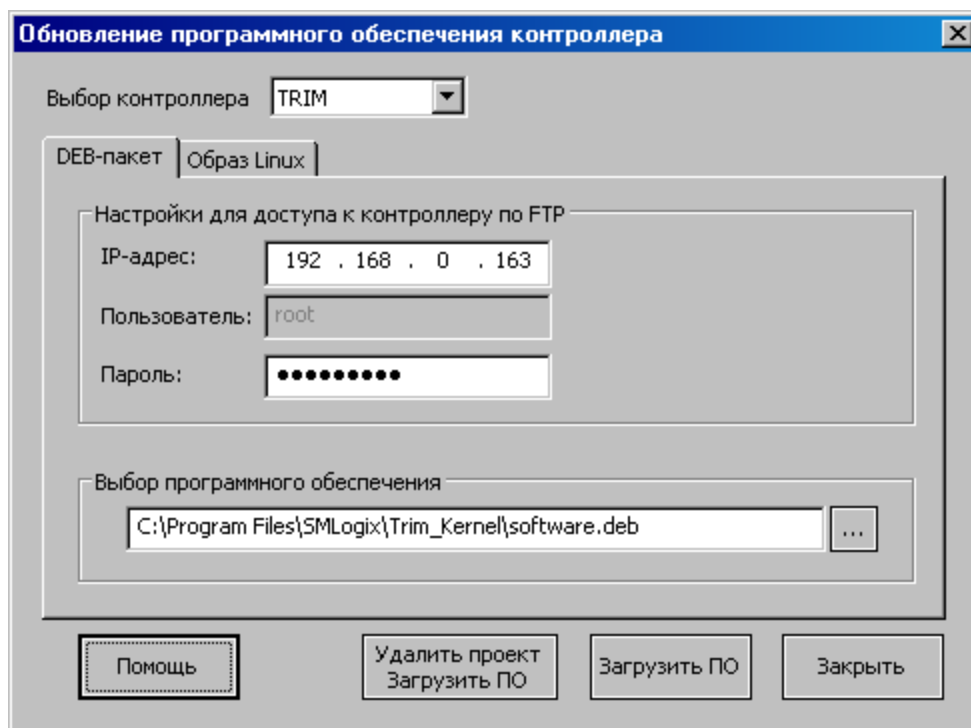 Обновление программного обеспечения контроллера
Выбор контроллера TRIM
DEB-пакет Образ Linux
Настройки для доступа к контроллеру по FTP
IP-адрес: 192 . 168 . 0 . 163
Пользователь: root
Пароль: ●●●●●●●●●
Выбор программного обеспечения
C:\Program Files\SMLogix\Trim_Kernel\software.deb ...
Помощь
Удалить проект
Загрузить ПО
Загрузить ПО
Закрыть